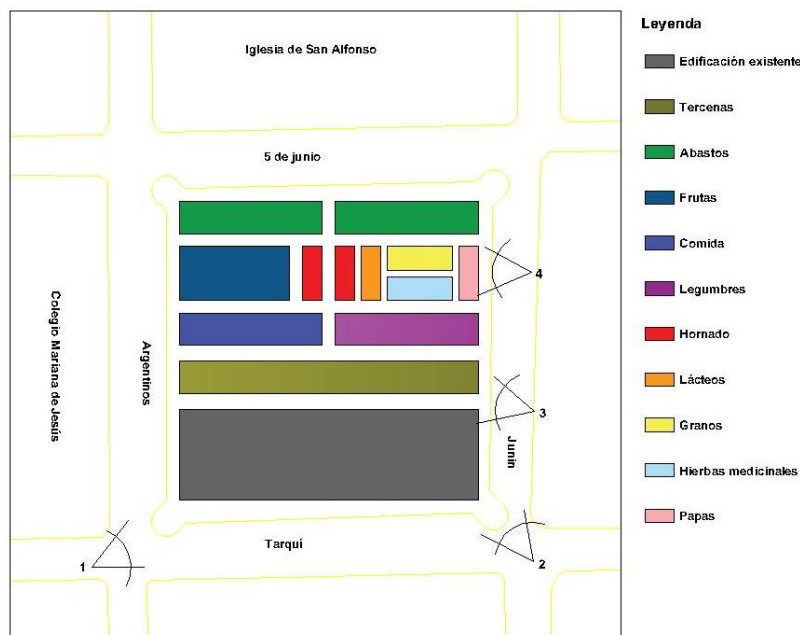 Leyenda
Iglesia de San Alfonso
Edificación existente
Tercenas
5 de junio
Abastos
Frutas
Comida
Legumbres
Hornado
Lácteos
Granos
Hierbas medicinales
Papas
Colegio Mariana de Jesús
Argentinos
Junín
Tarqui
1
2
3
4